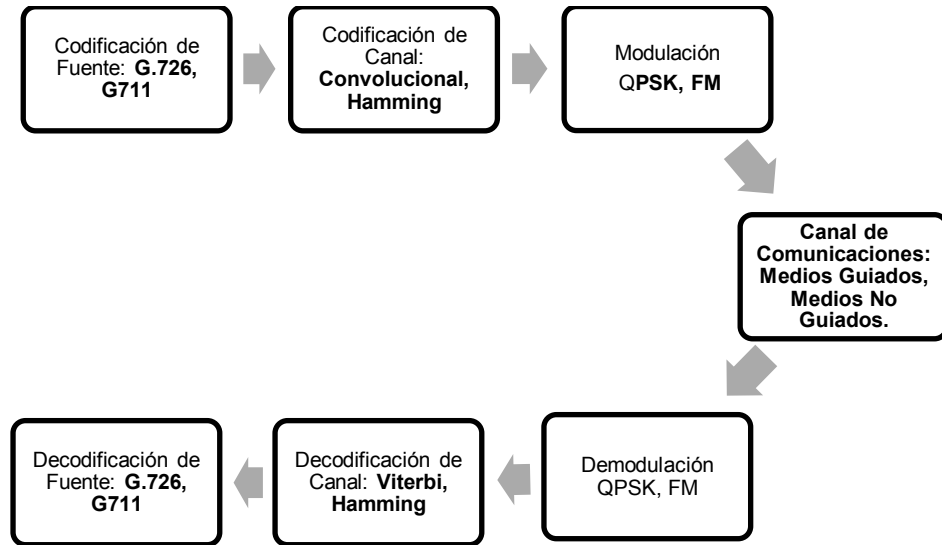 Codificación de
Fuente: G.726,
G711
Codificación de
Canal:
Convolucional,
Hamming
Modulación
QPSK, FM
Canal de
Comunicaciones:
Medios Guiados,
Medios No
Guiados.
Decodificación de
Fuente: G.726,
G711
Decodificación de
Canal: Viterbi,
Hamming
Demodulación
QPSK, FM